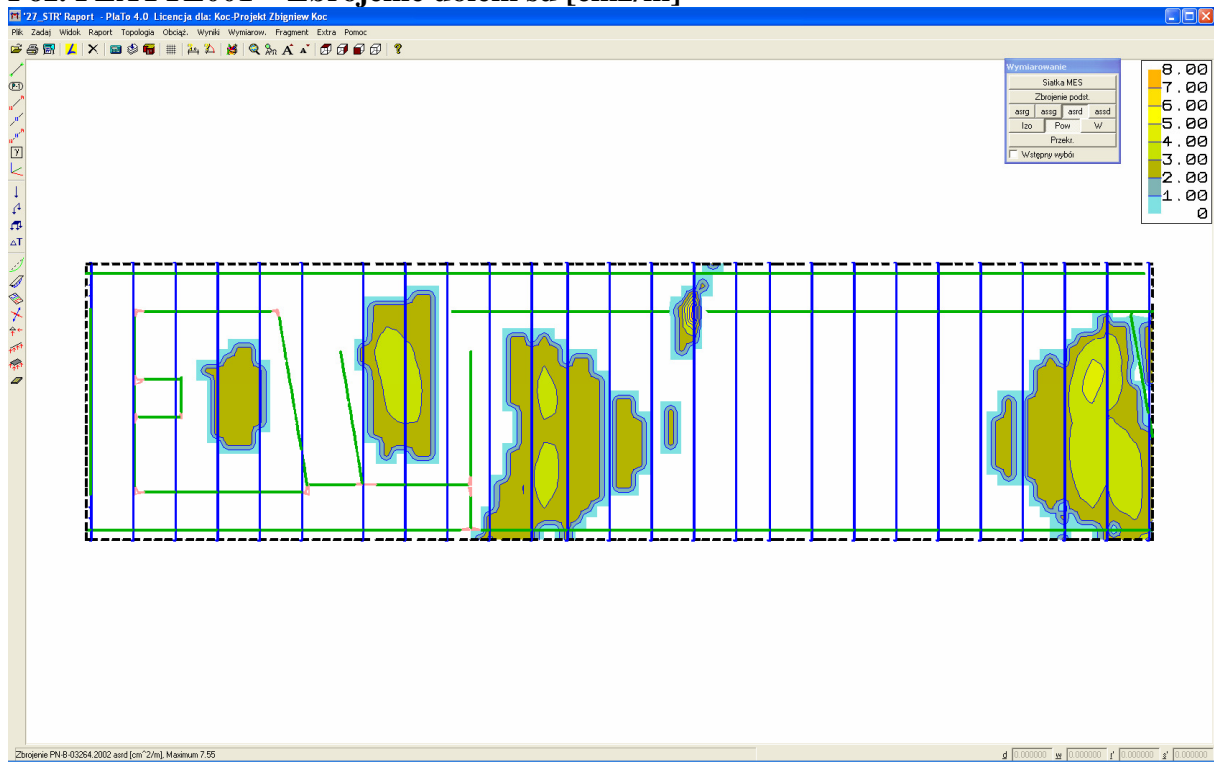 '27_STR' Raport - PlaTo 4.0 Licencja dla: Koc-Projekt Zbigniew Koc
Plik Zadaj Widok Raport Topologia Obciąż. Wyniki Wymiarow. Fragment Extra Pomoc
Wymiarowanie
Siatka MES
Zbrojenie podst.
asrg assg asrd assd
Izo Pow W
Przekr.
Wstępny wybór
8.00
7.00
6.00
5.00
4.00
3.00
2.00
1.00
0
ΔT
Zbrojenie PN-B-03264.2002 asrd [cm^2/m], Maximum 7.55
d 0.000000 w 0.000000 r' 0.000000 s' 0.000000